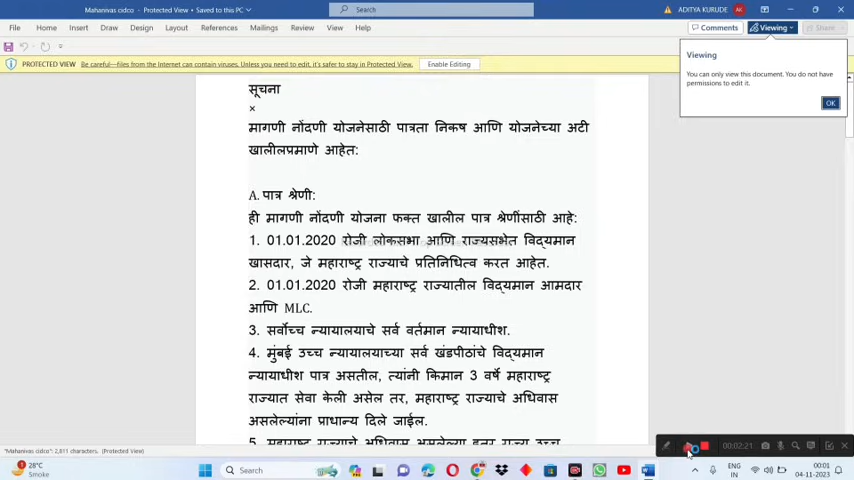 Mahanivas cidco - Protected View • Saved to this PC
Search
ADITYA KURUDE
AK
File Home Insert Draw Design Layout References Mailings Review View Help
Comments
Viewing
Share
PROTECTED VIEW Be careful—files from the Internet can contain viruses. Unless you need to edit, it's safer to stay in Protected View.
Enable Editing
Viewing
You can only view this document. You do not have
permissions to edit it.
OK
सूचना
×
मागणी नोंदणी योजनेसाठी पात्रता निकष आणि योजनेच्या अटी
खालीलप्रमाणे आहेत:
A. पात्र श्रेणी:
ही मागणी नोंदणी योजना फक्त खालील पात्र श्रेणींसाठी आहे:
1. 01.01.2020 रोजी लोकसभा आणि राज्यसभेत विद्यमान
खासदार, जे महाराष्ट्र राज्याचे प्रतिनिधित्व करत आहेत.
2. 01.01.2020 रोजी महाराष्ट्र राज्यातील विद्यमान आमदार
आणि MLC.
3. सर्वोच्च न्यायालयाचे सर्व वर्तमान न्यायाधीश.
4. मुंबई उच्च न्यायालयाच्या सर्व खंडपीठांचे विद्यमान
न्यायाधीश पात्र असतील, त्यांनी किमान 3 वर्षे महाराष्ट्र
राज्यात सेवा केली असेल तर, महाराष्ट्र राज्याचे अधिवास
असलेल्यांना प्राधान्य दिले जाईल.
5. महाराष्ट्र राज्याचे अधिवास असलेल्या इतर राज्य उच्च
00:02:21
"Mahanivas cidco": 2,811 characters. (Protected View)
28°C
Smoke
Search
ENG
IN
00:01
04-11-2023